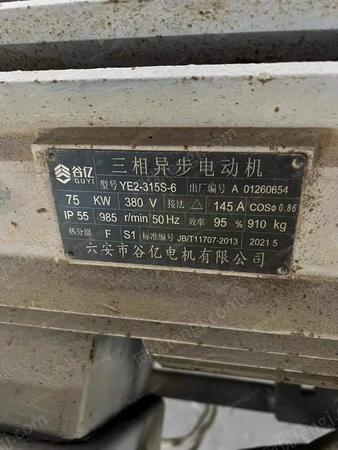 谷亿 三相异步电动机
GUYI 型号 YE2-315S-6 出厂编号 A 01260654
75 KW 380 V 接法 △ 145 A COSΦ 0.86
IP 55 985 r/min 50 Hz 效率 95 % 910 kg
热分级 F S1 标准编号 JB/T11707-2013 2021 5
六安市谷亿电机有限公司